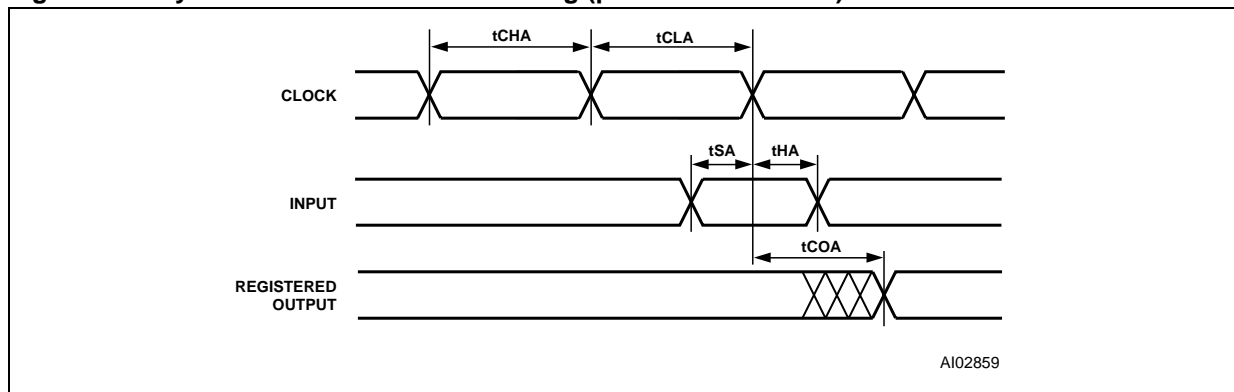 tCHA tCLA
CLOCK
tSA tHA
INPUT
tCOA
REGISTERED
OUTPUT
AI02859